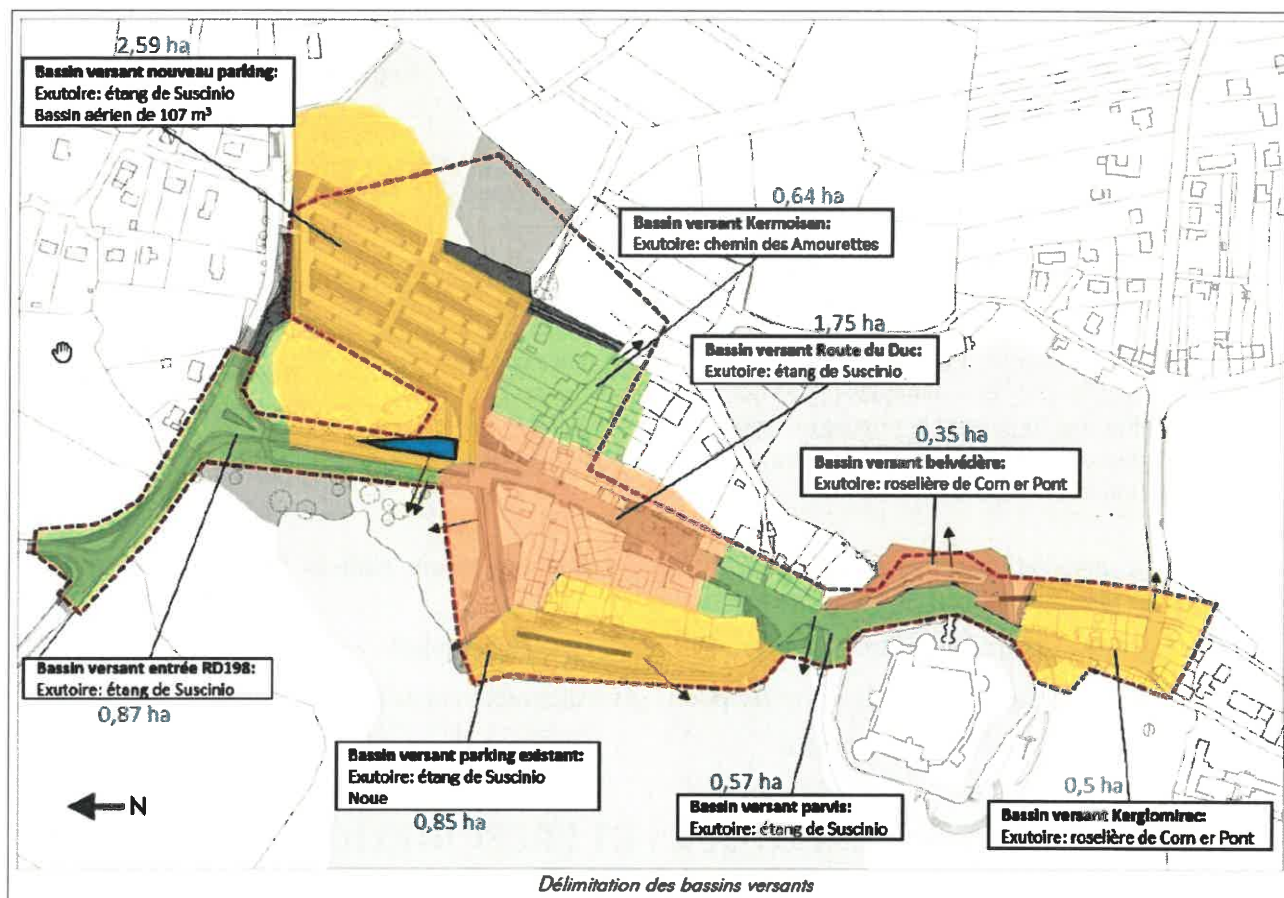 2,59 ha
Bassin versant nouveau parking:
Exutoire: étang de Suscinio
Bassin aérien de 107 m³
0,64 ha
Bassin versant Kermoisan:
Exutoire: chemin des Amourettes
1,75 ha
Bassin versant Route du Duc:
Exutoire: étang de Suscinio
0,35 ha
Bassin versant belvédère:
Exutoire: roselière de Corn er Pont
Bassin versant entrée RD198:
Exutoire: étang de Suscinio
0,87 ha
Bassin versant parking existant:
Exutoire: étang de Suscinio
Noue
0,85 ha
0,57 ha
Bassin versant parvis:
Exutoire: étang de Suscinio
0,5 ha
Bassin versant Kerglomirec:
Exutoire: roselière de Corn er Pont
N
Délimitation des bassins versants